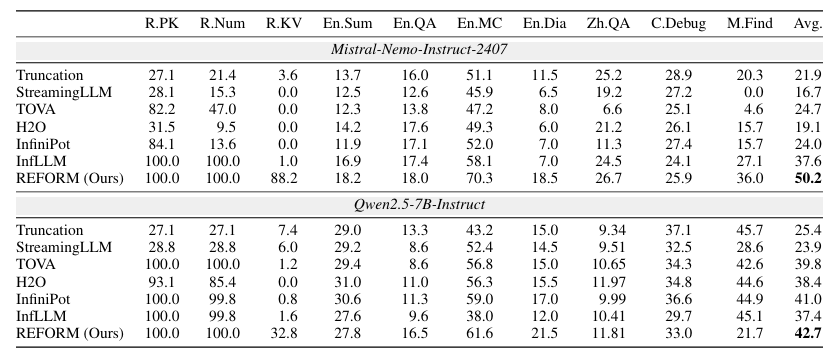 R.PK R.Num R.KV En.Sum En.QA En.MC En.Dia Zh.QA C.Debug M.Find Avg.
Mistral-Nemo-Instruct-2407
Truncation 27.1 21.4 3.6 13.7 16.0 51.1 11.5 25.2 28.9 20.3 21.9
StreamingLLM 28.1 15.3 0.0 12.5 12.6 45.9 6.5 19.2 27.2 0.0 16.7
TOVA 82.2 47.0 0.0 12.3 13.8 47.2 8.0 6.6 25.1 4.6 24.7
H2O 31.5 9.5 0.0 14.2 17.6 49.3 6.0 21.2 26.1 15.7 19.1
InfiniPot 84.1 13.6 0.0 11.9 17.1 52.0 7.0 11.3 27.4 15.7 24.0
InfLLM 100.0 100.0 1.0 16.9 17.4 58.1 7.0 24.5 24.1 27.1 37.6
REFORM (Ours) 100.0 100.0 88.2 18.2 18.0 70.3 18.5 26.7 25.9 36.0 50.2
Qwen2.5-7B-Instruct
Truncation 27.1 27.1 7.4 29.0 13.3 43.2 15.0 9.34 37.1 45.7 25.4
StreamingLLM 28.8 28.8 6.0 29.2 8.6 52.4 14.5 9.51 32.5 28.6 23.9
TOVA 100.0 100.0 1.2 29.4 8.6 56.8 15.0 10.65 34.3 42.6 39.8
H2O 93.1 85.4 0.0 31.0 11.0 56.3 15.5 11.97 34.8 44.6 38.4
InfiniPot 100.0 99.8 0.8 30.6 11.3 59.0 17.0 9.99 36.6 44.9 41.0
InfLLM 100.0 99.8 1.6 27.6 9.6 38.0 12.0 10.41 29.7 45.1 37.4
REFORM (Ours) 100.0 100.0 32.8 27.8 16.5 61.6 21.5 11.81 33.0 21.7 42.7